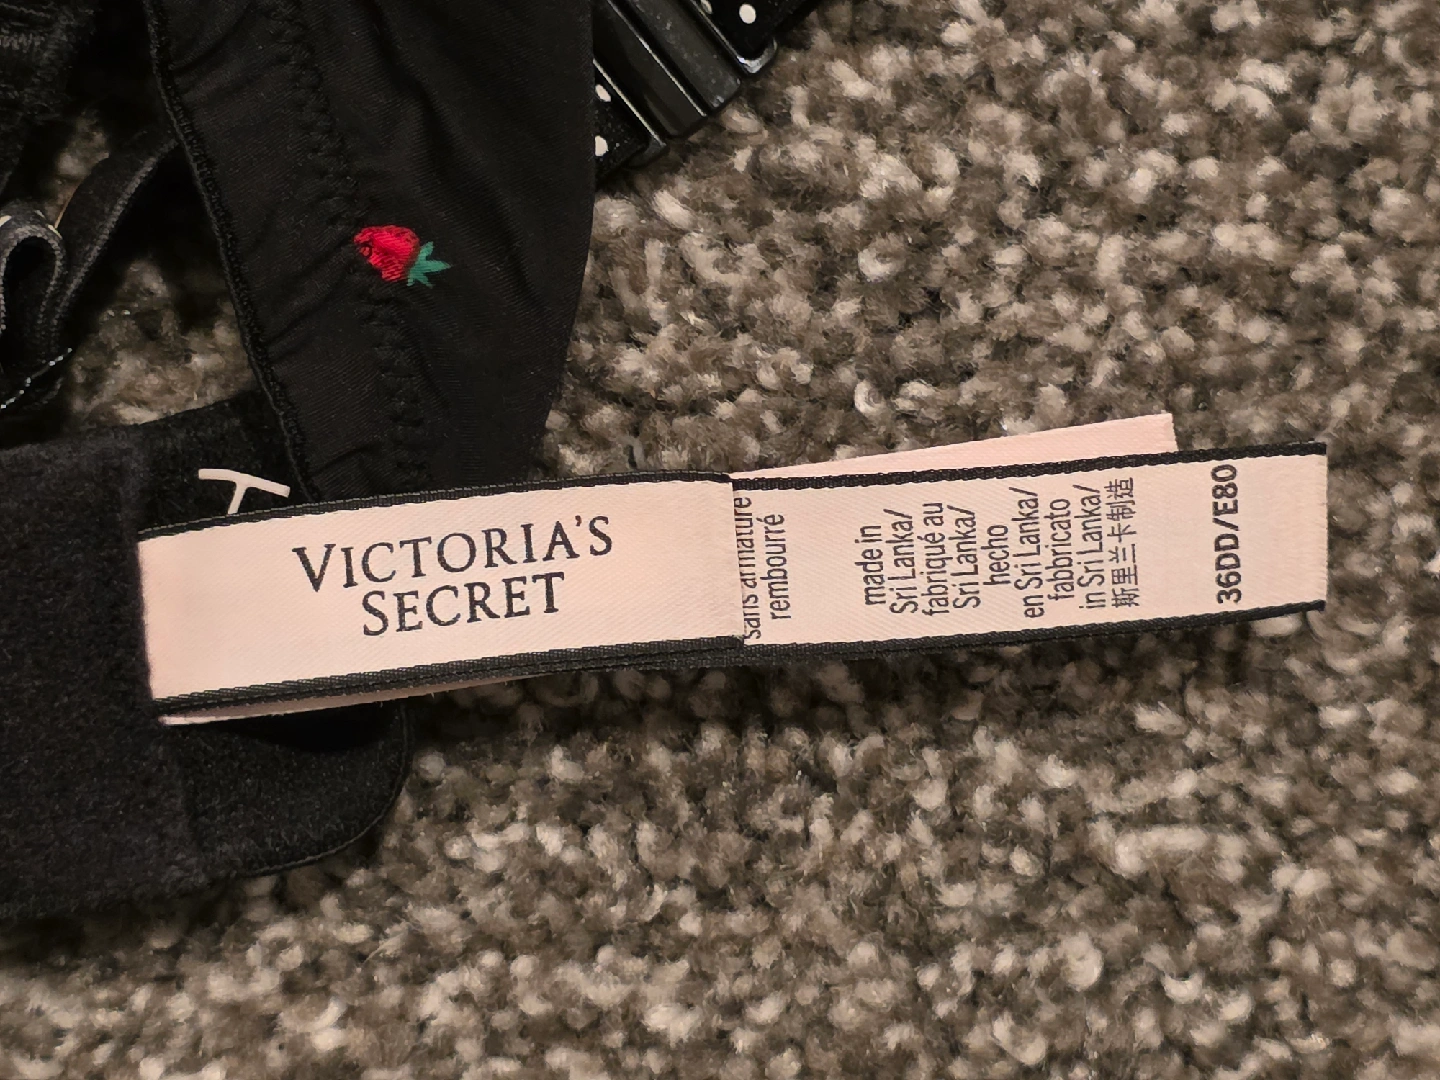 VICTORIA'S
SECRET
sans armature
rembourré
made in
Sri Lanka/
fabriqué au
Sri Lanka/
hecho
en Sri Lanka/
fabbricato
in Sri Lanka/
斯里兰卡制造
36DD/E80